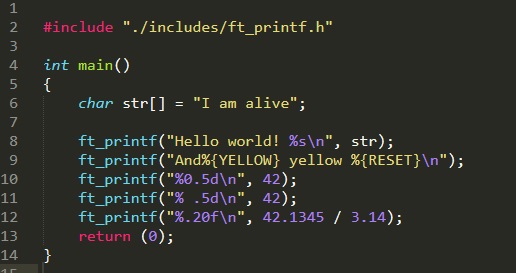 1
2 #include "./includes/ft_printf.h"
3
4 int main()
5 {
6 char str[] = "I am alive";
7
8 ft_printf("Hello world! %s\n", str);
9 ft_printf("And%{YELLOW} yellow %{RESET}\n");
10 ft_printf("%0.5d\n", 42);
11 ft_printf("% .5d\n", 42);
12 ft_printf("%.20f\n", 42.1345 / 3.14);
13 return (0);
14 }
15